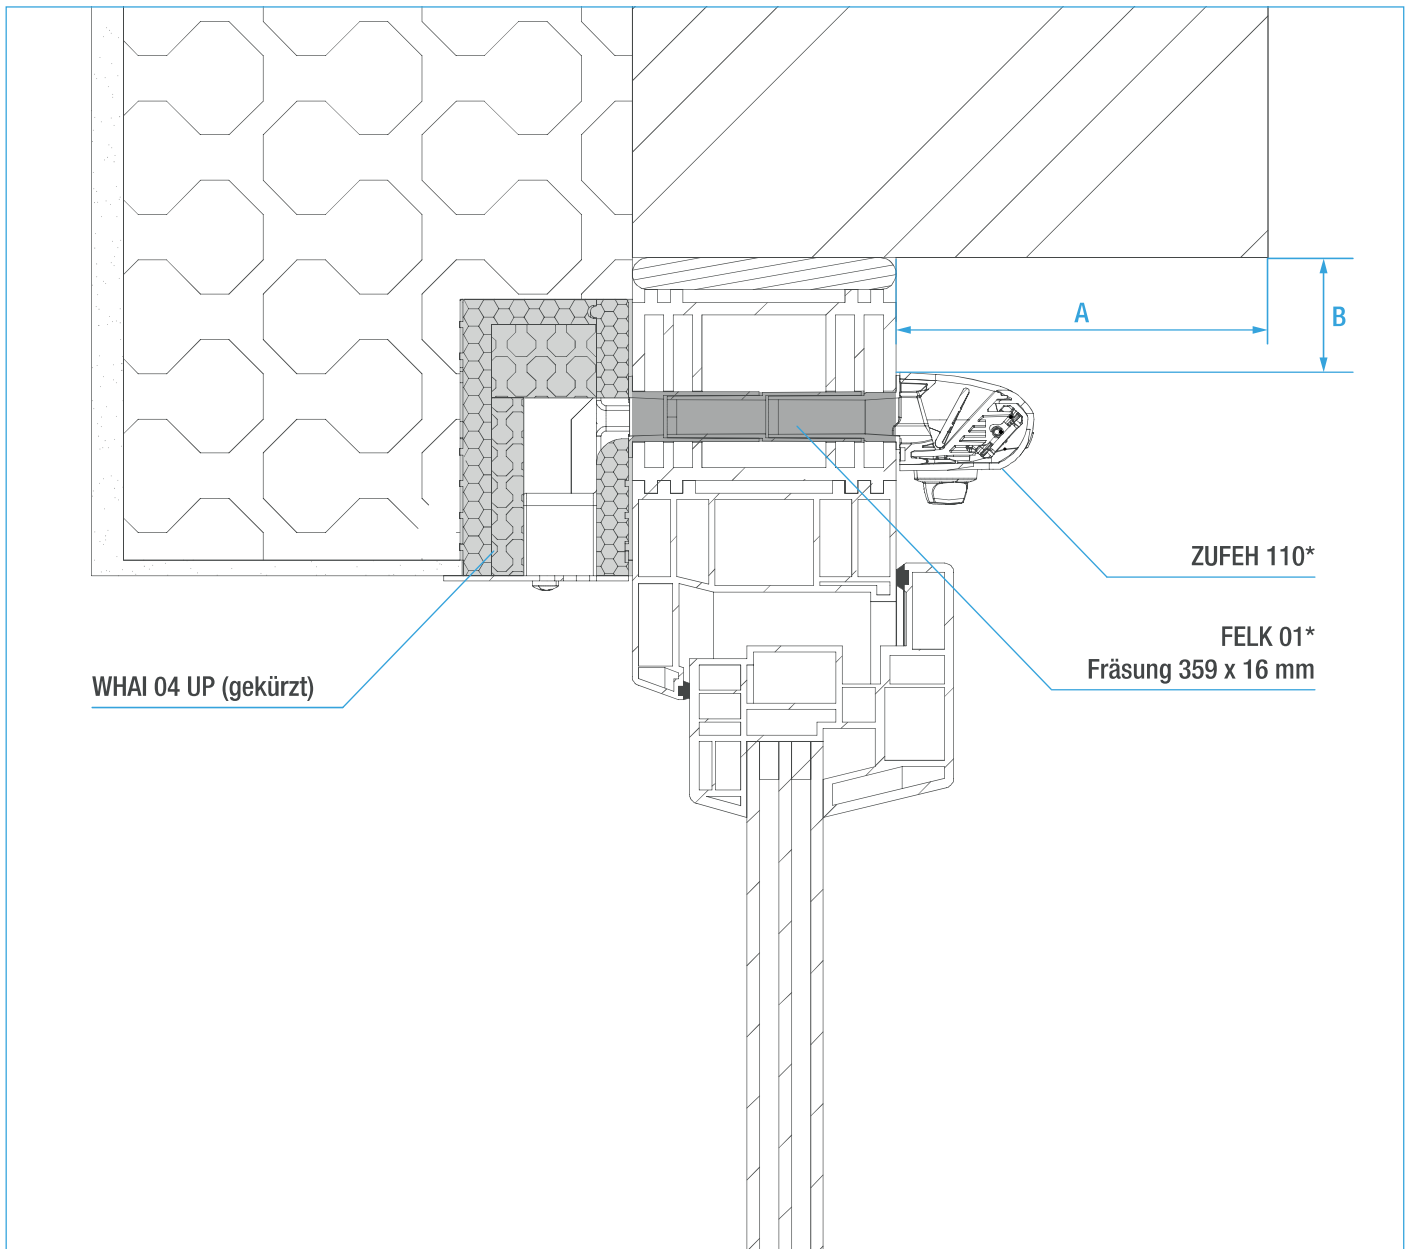 A
B
ZUFEH 110*
FELK 01*
Fräsung 359 x 16 mm
WHAI 04 UP (gekürzt)